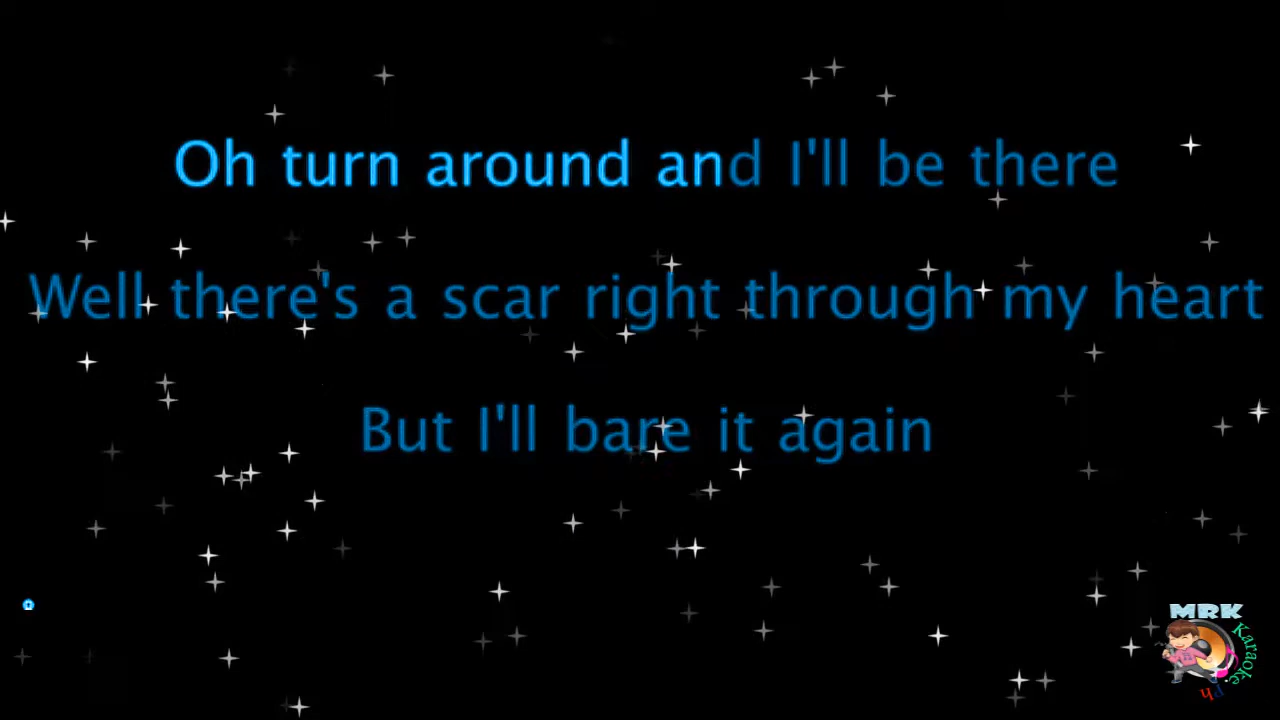 Oh turn around and I'll be there
Well there's a scar right through my heart
But I'll bare it again
MRK
Karaoke.Ph